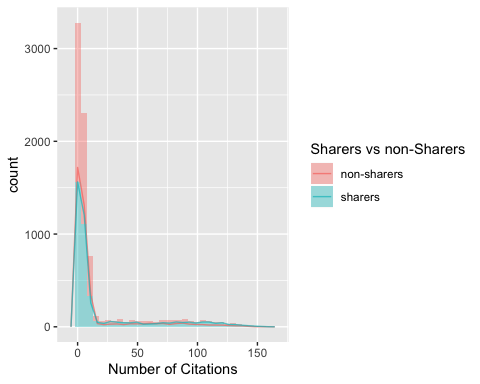 3000
2000
1000
0
count
0
50
100
150
Number of Citations
Sharers vs non-Sharers
non-sharers
sharers